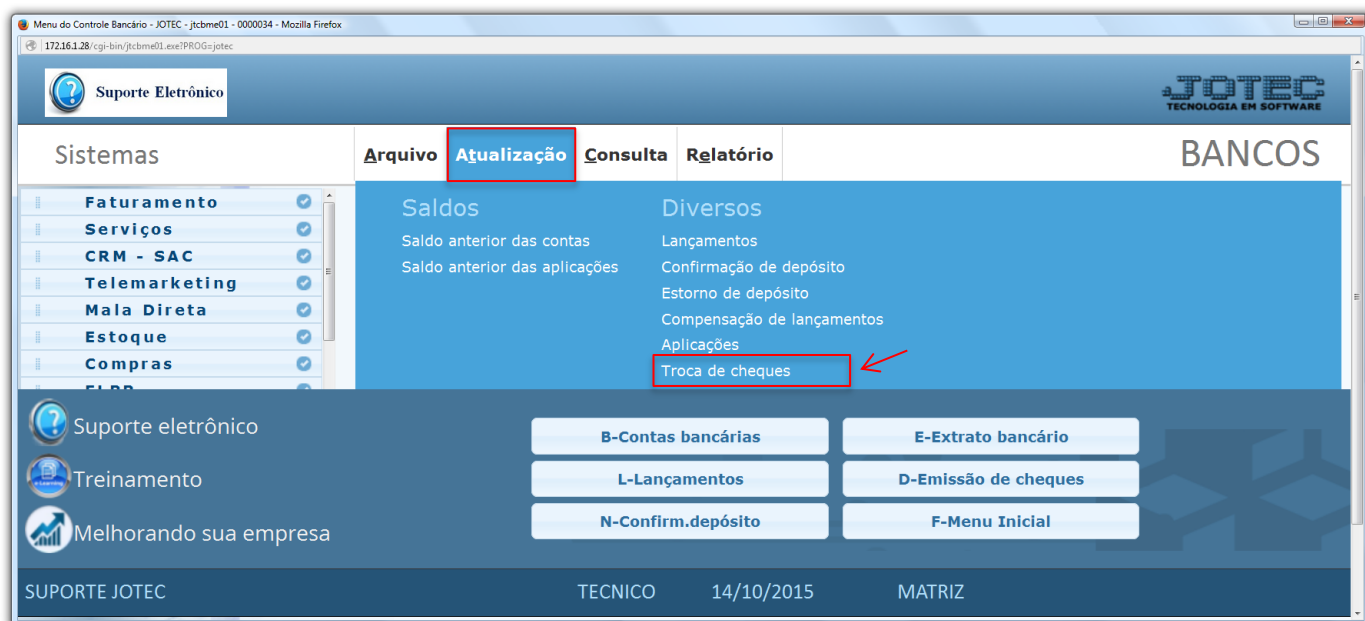 Menu do Controle Bancário - JOTEC - jtcbme01 - 0000034 - Mozilla Firefox
172.16.1.28/cgi-bin/jtcbme01.exe?PROG=jotec
Suporte Eletrônico
JOTEC
TECNOLOGIA EM SOFTWARE
Sistemas
Arquivo Atualização Consulta Relatório
BANCOS
Faturamento
Serviços
CRM - SAC
Telemarketing
Mala Direta
Estoque
Compras
Saldos
Saldo anterior das contas
Saldo anterior das aplicações
Diversos
Lançamentos
Confirmação de depósito
Estorno de depósito
Compensação de lançamentos
Aplicações
Troca de cheques
Suporte eletrônico
Treinamento
Melhorando sua empresa
B-Contas bancárias
E-Extrato bancário
L-Lançamentos
D-Emissão de cheques
N-Confirm.depósito
F-Menu Inicial
SUPORTE JOTEC TECNICO 14/10/2015 MATRIZ